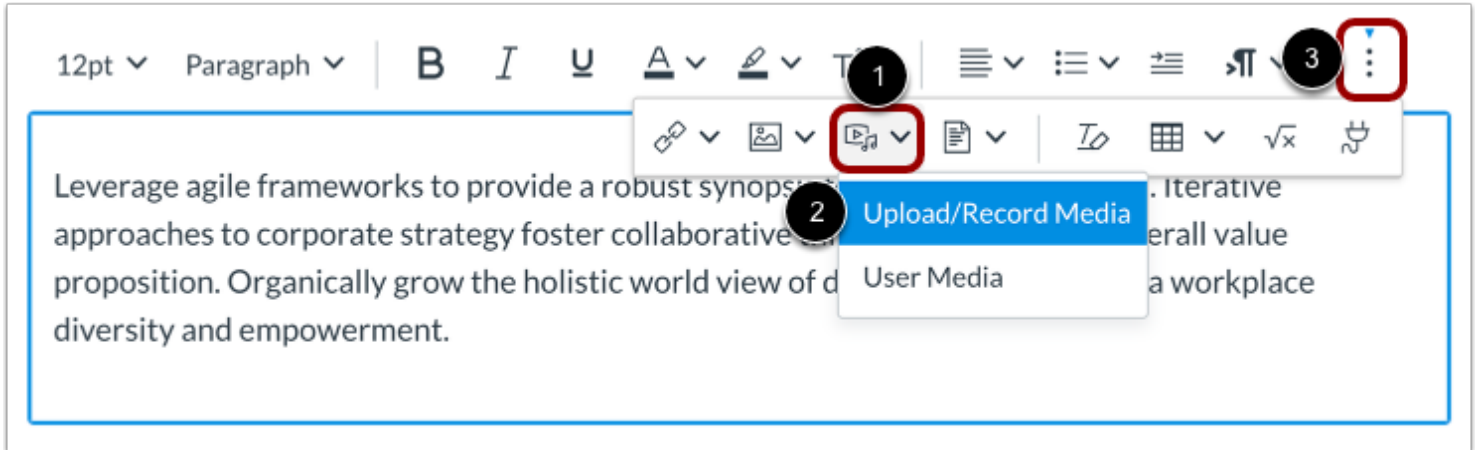 12pt Paragraph B I U A T 3
1
Leverage agile frameworks to provide a robust synopsis . Iterative
2 Upload/Record Media
approaches to corporate strategy foster collaborative erall value
User Media
proposition. Organically grow the holistic world view of d a workplace
diversity and empowerment.